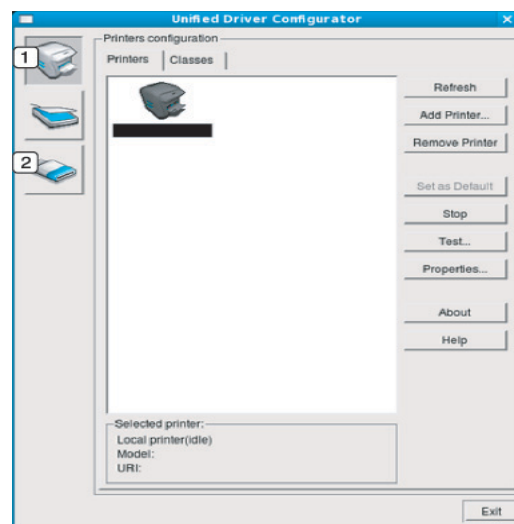 Unified Driver Configurator
Printers configuration
1
Printers
Classes
2
Refresh
Add Printer...
Remove Printer
Set as Default
Stop
Test...
Properties...
About
Help
Selected printer:
Local printer(idle)
Model:
URI:
Exit